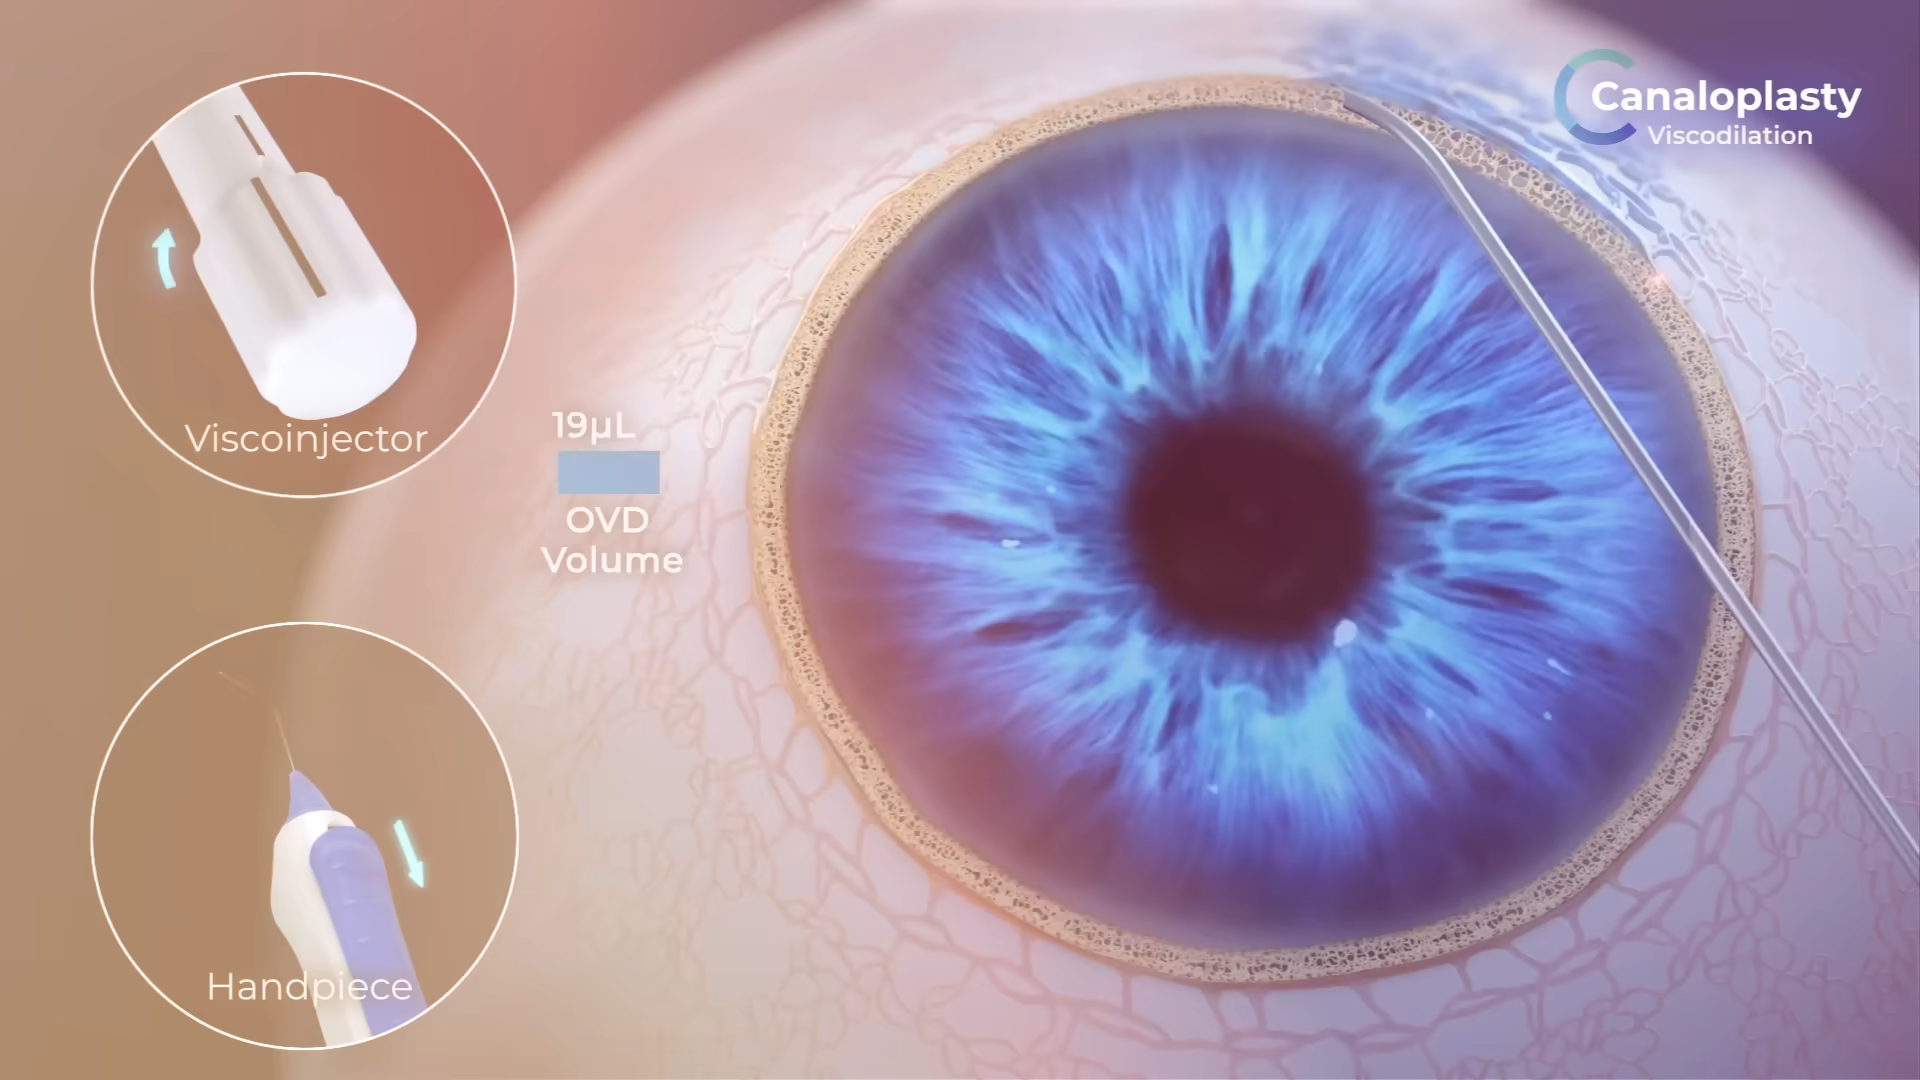 Canaloplasty
Viscodilation
Viscoinjector
19µL
OVD
Volume
Handpiece